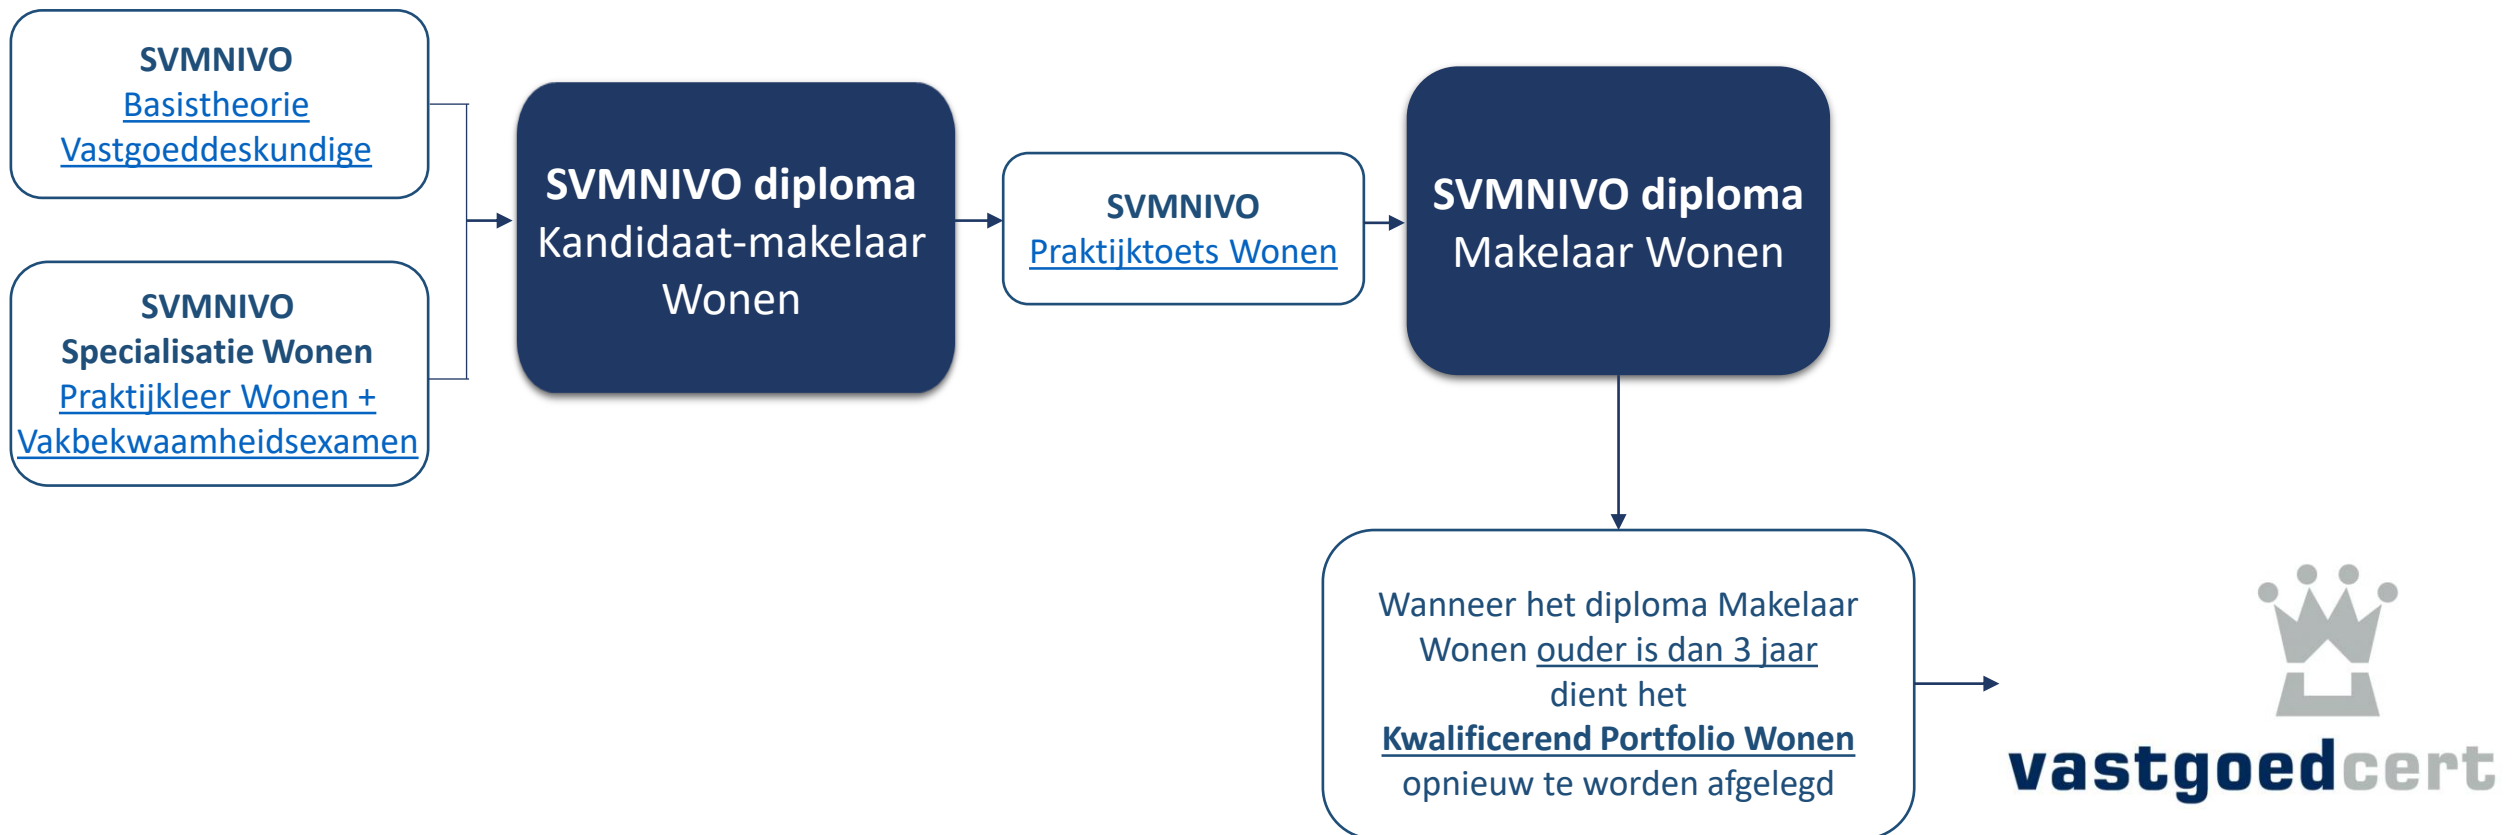 SVMNIVO
Basistheorie
Vastgoeddeskundige
SVMNIVO
Specialisatie Wonen
Praktijkleer Wonen +
Vakbekwaamheidsexamen
SVMNIVO diploma
Kandidaat-makelaar
Wonen
SVMNIVO
Praktijktoets Wonen
SVMNIVO diploma
Makelaar Wonen
Wanneer het diploma Makelaar
Wonen ouder is dan 3 jaar
dient het
Kwalificerend Portfolio Wonen
opnieuw te worden afgelegd
vastgoedcert